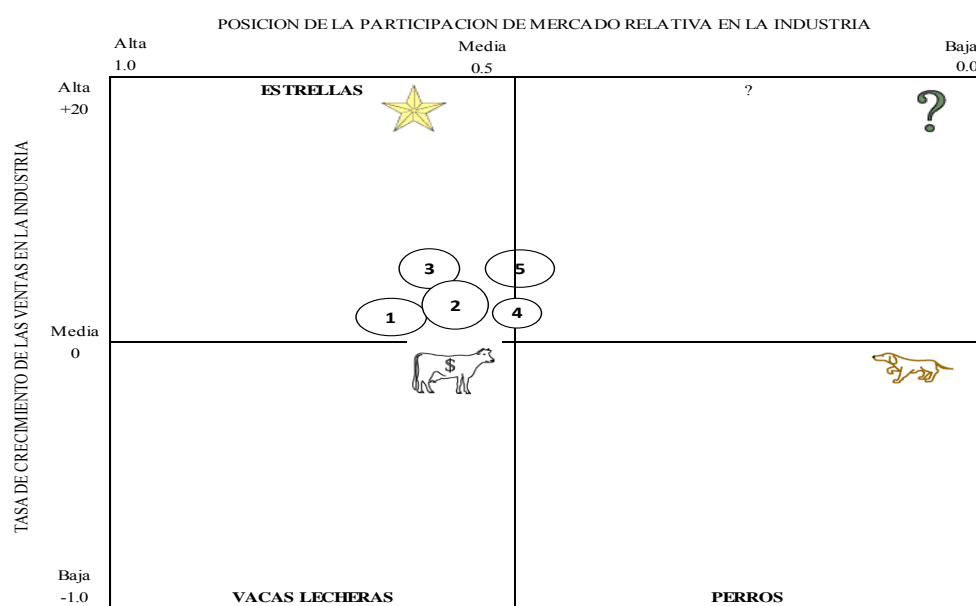 POSICION DE LA PARTICIPACION DE MERCADO RELATIVA EN LA INDUSTRIA
Alta
Media
Baja
1.0
0.5
0.0
Alta
+20
ESTRELLAS
?
?
TASA DE CRECIMIENTO DE LAS VENTAS EN LA INDUSTRIA
3
5
2
1
4
Media
0
$
Baja
-1.0
VACAS LECHERAS
PERROS